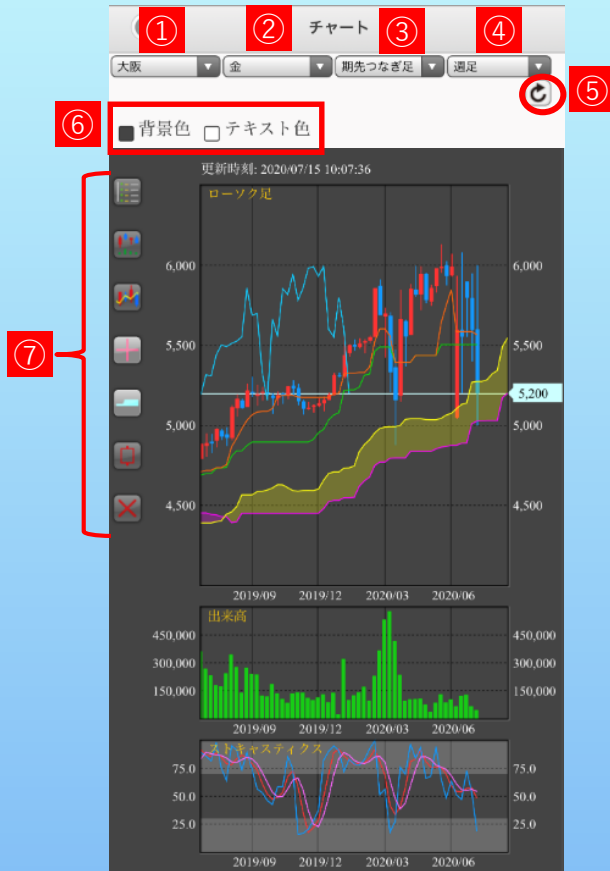 ① ② チャート ③ ④
大阪 金 期先つなぎ足 週足
⑤
⑥ 背景色 テキスト色
更新時刻: 2020/07/15 10:07:36
ローソク足
6,000 6,000
⑦ 5,500 5,500
5,200
5,000 5,000
4,500 4,500
2019/09 2019/12 2020/03 2020/06
出来高
450,000 450,000
300,000 300,000
150,000 150,000
2019/09 2019/12 2020/03 2020/06
ストキャスティクス
75.0 75.0
50.0 50.0
25.0 25.0
2019/09 2019/12 2020/03 2020/06